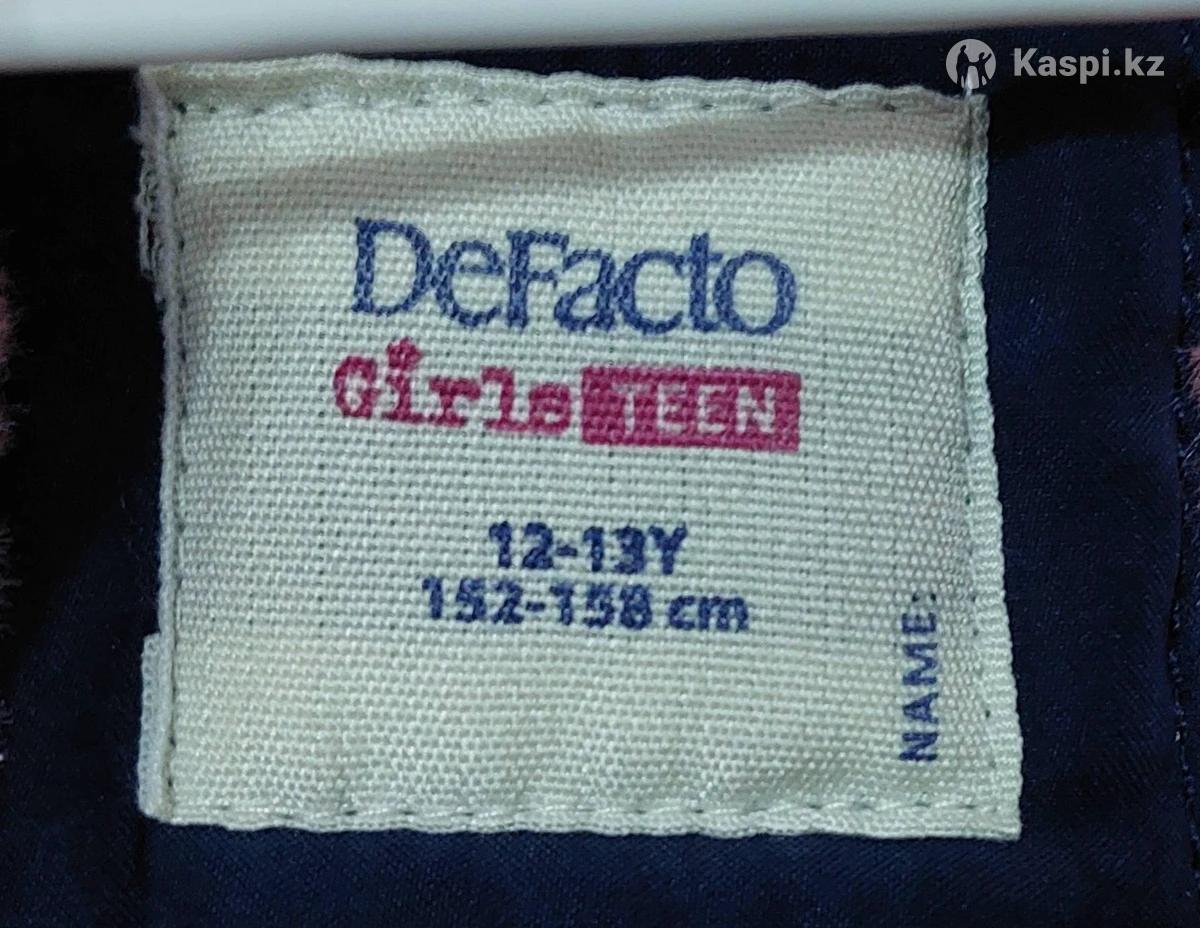 Kaspi.kz
DeFacto
Girls TEEN
12-13Y
152-158 cm
NAME: